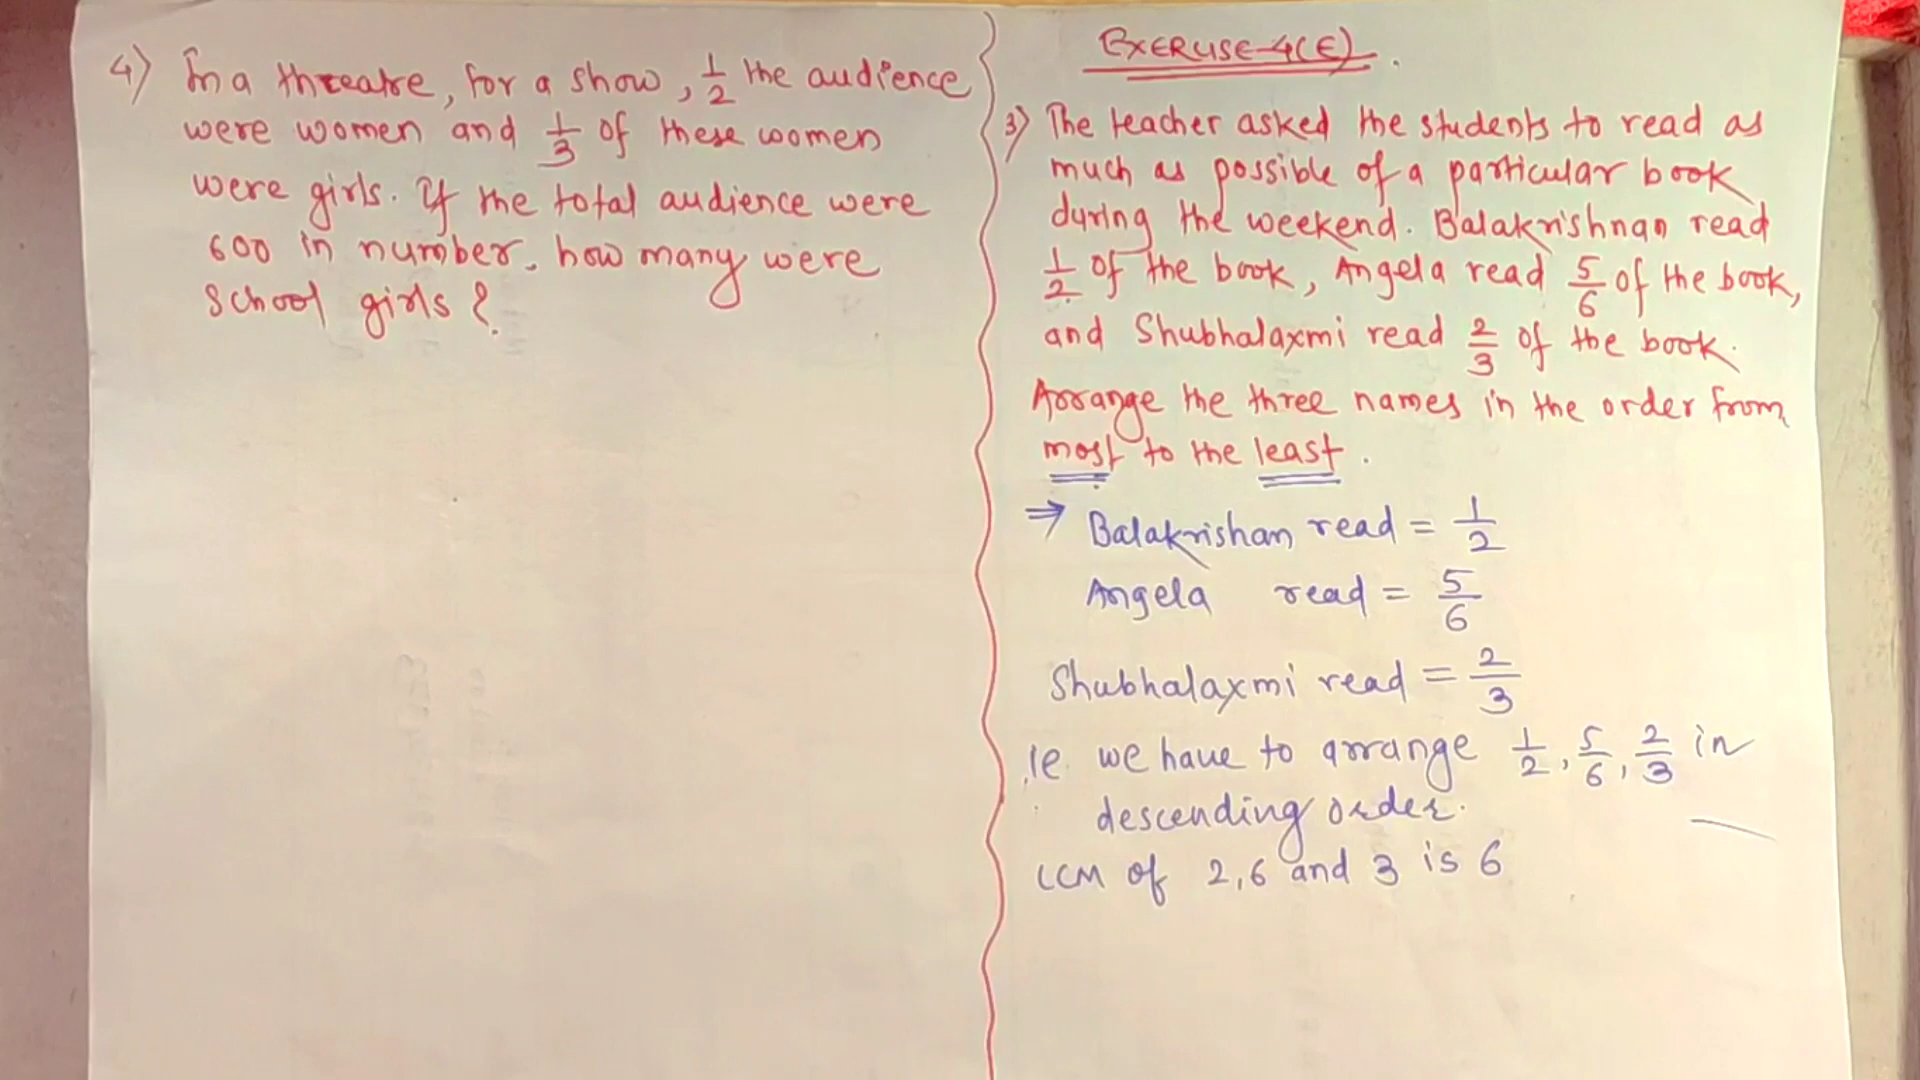 4) In a threatre, for a show, 1/2 the audience
were women and 1/3 of these women
were girls. If the total audience were
600 in number, how many were
School girls ?
EXERCISE-4(E).
3) The teacher asked the students to read as
much as possible of a particular book
during the weekend. Balakrishnan read
1/2 of the book, Angela read 5/6 of the book,
and Shubhalaxmi read 2/3 of the book.
Arrange the three names in the order from
most to the least.
⇒ Balakrishan read = 1/2
Angela read = 5/6
Shubhalaxmi read = 2/3
ie we have to arrange 1/2, 5/6, 2/3 in
descending order.
LCM of 2,6 and 3 is 6